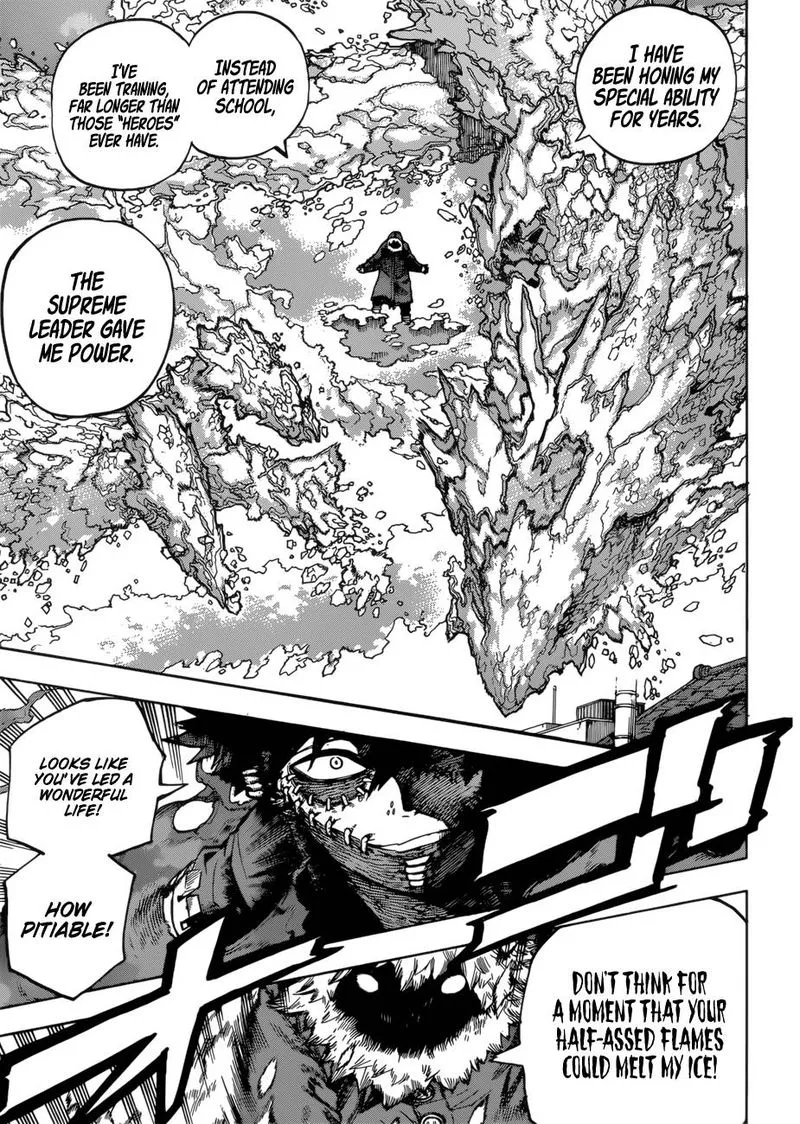 I HAVE
BEEN HONING MY
SPECIAL ABILITY
FOR YEARS.
INSTEAD
OF ATTENDING
SCHOOL,
I'VE
BEEN TRAINING,
FAR LONGER THAN
THOSE "HEROES"
EVER HAVE.
THE
SUPREME
LEADER GAVE
ME POWER.
LOOKS LIKE
YOU'VE LED A
WONDERFUL
LIFE!
HOW
PITIABLE!
DON'T THINK FOR
A MOMENT THAT YOUR
HALF-ASSED FLAMES
COULD MELT MY ICE!